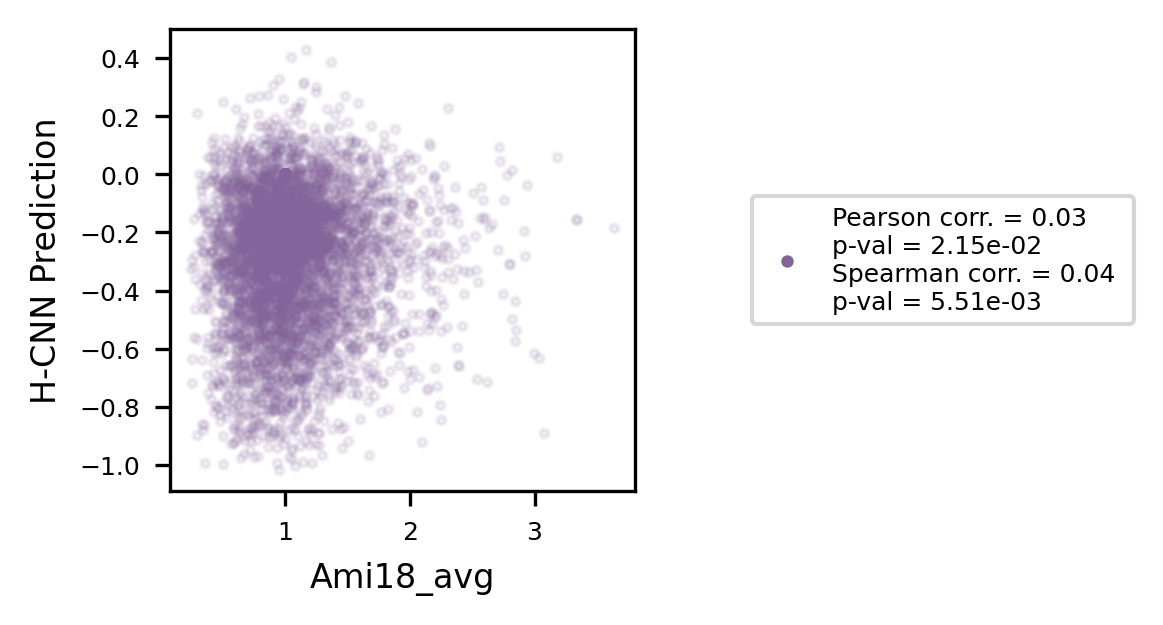 0.4
0.2
0.0
−0.2
−0.4
−0.6
−0.8
−1.0
H-CNN Prediction
1 2 3
Ami18_avg
Pearson corr. = 0.03
p-val = 2.15e-02
Spearman corr. = 0.04
p-val = 5.51e-03